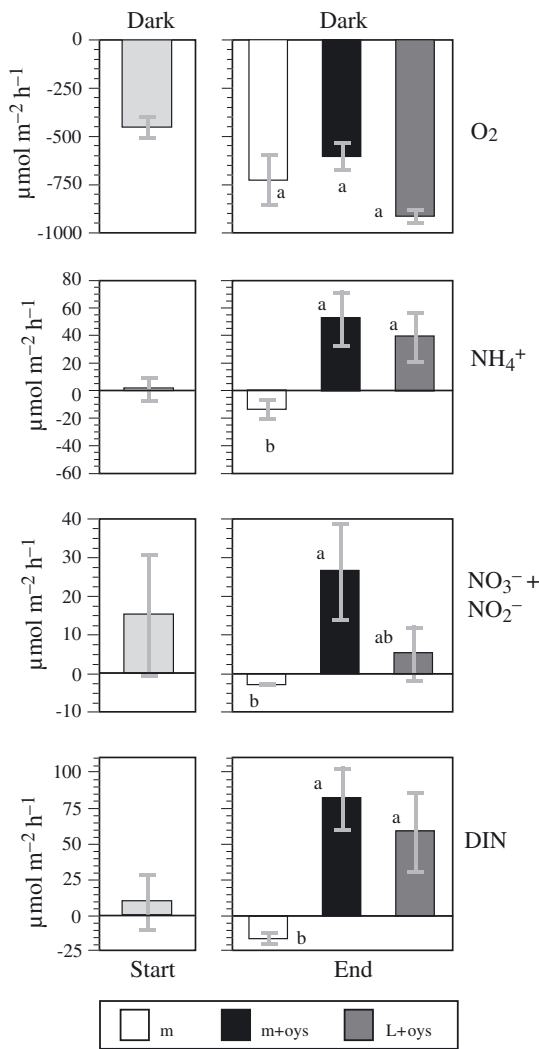 Dark Dark
0
-250
-500
-750
-1000
µmol m−2 h−1
a
a
a
O2
80
60
40
20
0
-20
-40
-60
µmol m−2 h−1
a
a
b
NH4+
40
30
20
10
0
-10
µmol m−2 h−1
a
ab
b
NO3− +
NO2−
100
75
50
25
0
-25
µmol m−2 h−1
a
a
b
DIN
Start End
m m+oys L+oys